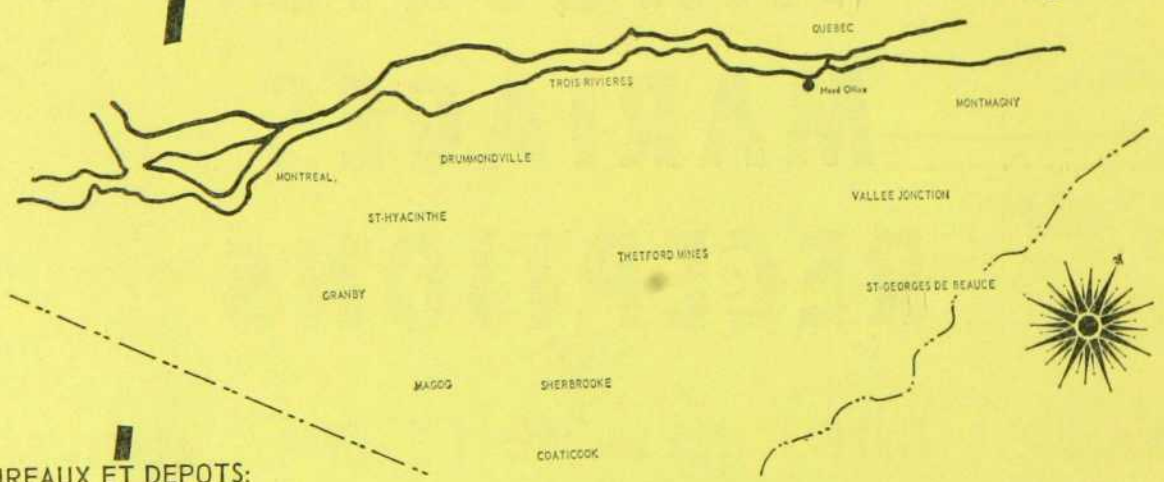 QUEBEC
TROIS RIVIERES
Head Office
MONTMAGNY
DRUMMONDVILLE
MONTREAL,
VALLEE JONCTION
ST-HYACINTHE
THETFORD MINES
ST-GEORGES DE BEAUCE
GRANBY
MAGOG
SHERBROOKE
COATICOOK
UREAUX ET DEPOTS: